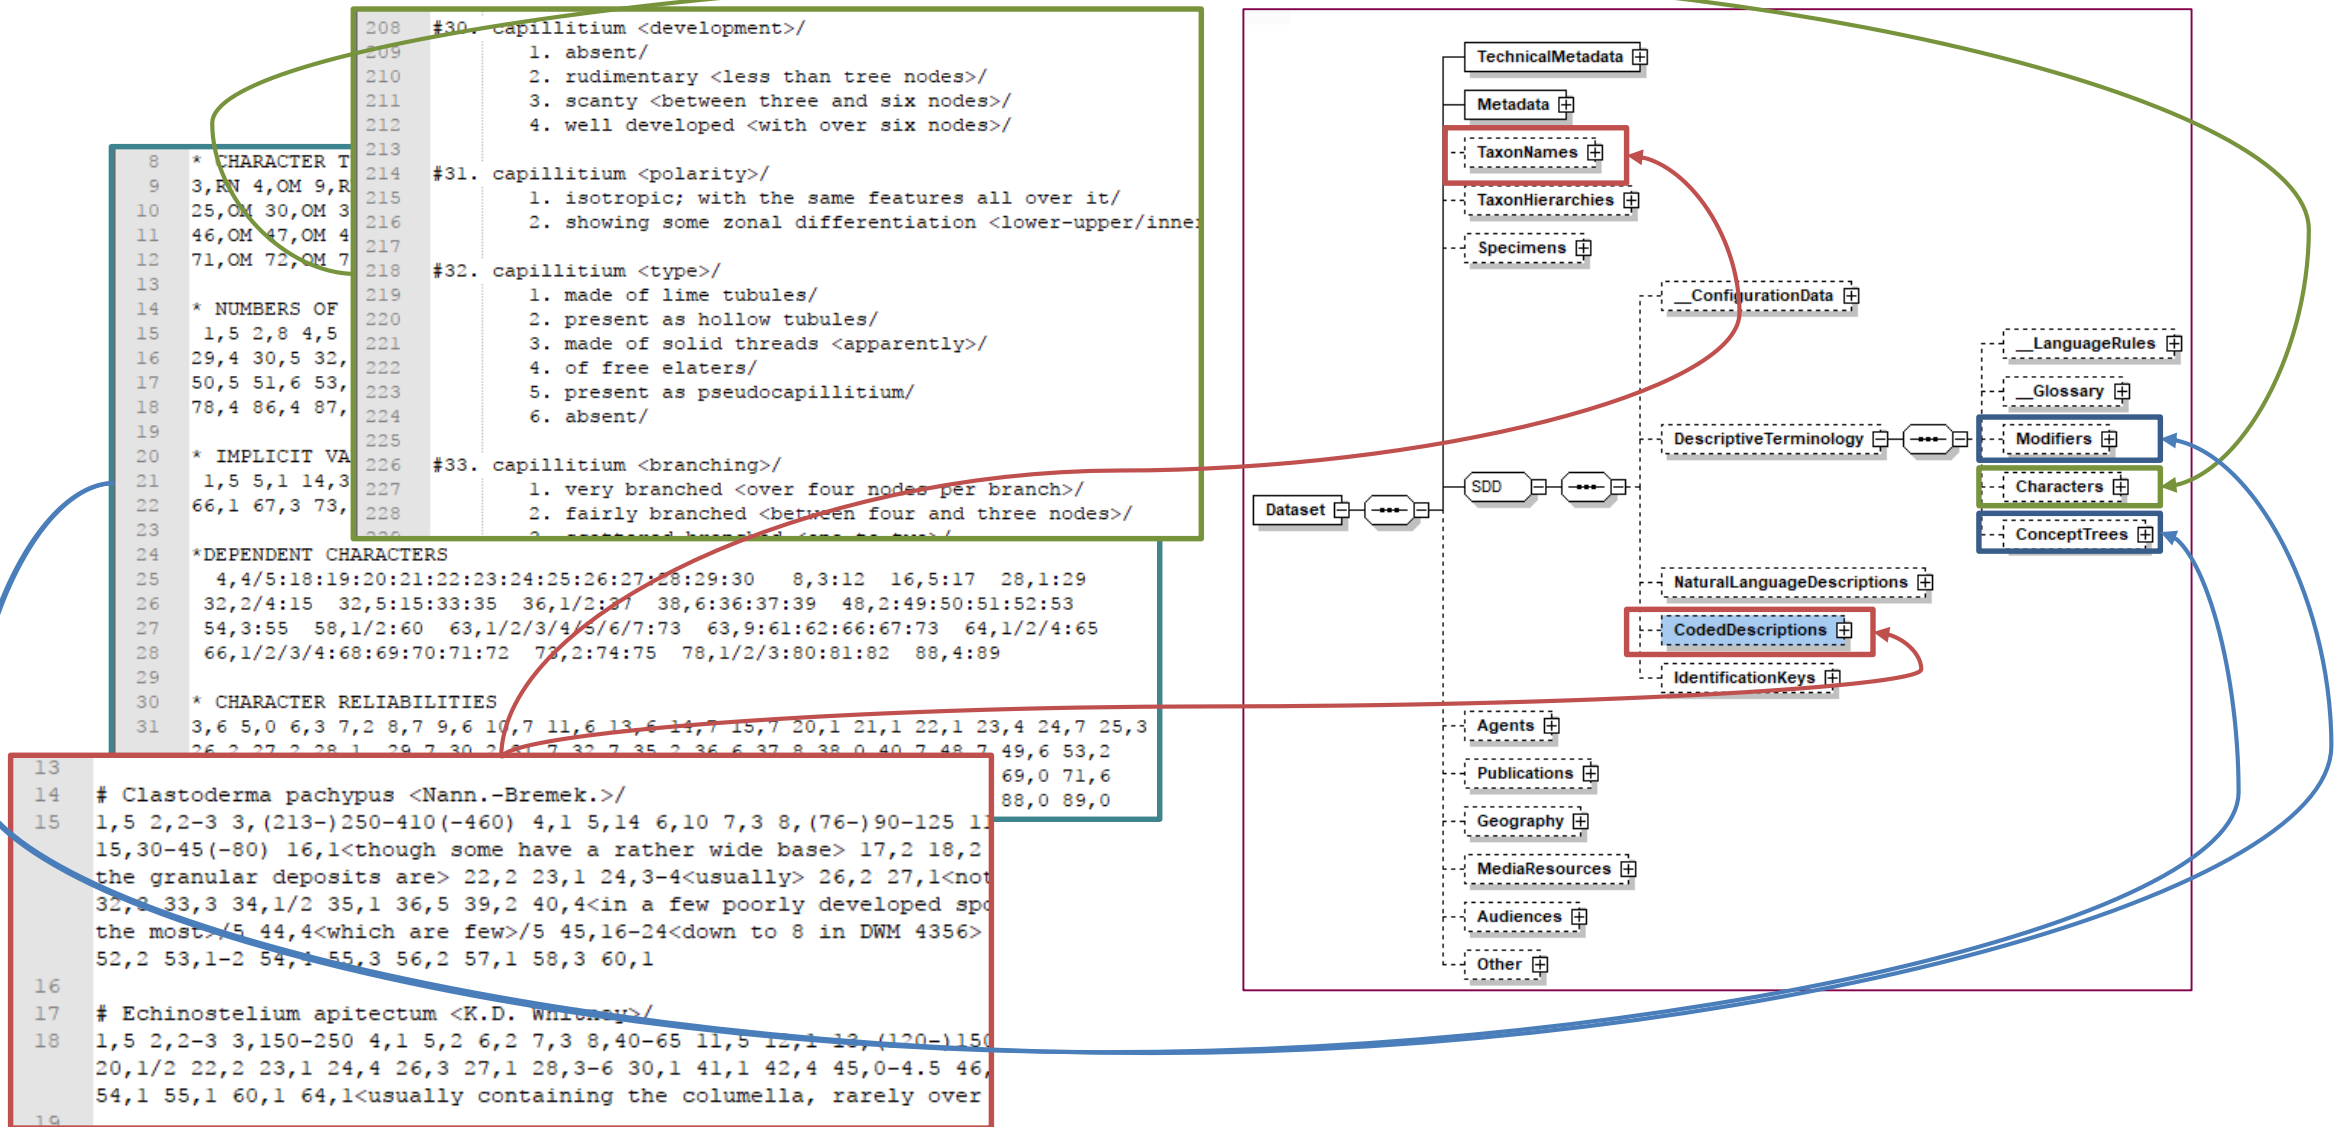 208 #30. capillitium <development>/
209 1. absent/
210 2. rudimentary <less than tree nodes>/
211 3. scanty <between three and six nodes>/
212 4. well developed <with over six nodes>/
213
214 #31. capillitium <polarity>/
215 1. isotropic; with the same features all over it/
216 2. showing some zonal differentiation <lower-upper/inner
217
218 #32. capillitium <type>/
219 1. made of lime tubules/
220 2. present as hollow tubules/
221 3. made of solid threads <apparently>/
222 4. of free elaters/
223 5. present as pseudocapillitium/
224 6. absent/
225
226 #33. capillitium <branching>/
227 1. very branched <over four nodes per branch>/
228 2. fairly branched <between four and three nodes>/
8 * CHARACTER T
9 3,RN 4,OM 9,R
10 25,OM 30,OM 3
11 46,OM 47,OM 4
12 71,OM 72,OM 7
13
14 * NUMBERS OF
15 1,5 2,8 4,5
16 29,4 30,5 32,
17 50,5 51,6 53,
18 78,4 86,4 87,
19
20 * IMPLICIT VA
21 1,5 5,1 14,3
22 66,1 67,3 73,
23
24 *DEPENDENT CHARACTERS
25 4,4/5:18:19:20:21:22:23:24:25:26:27:28:29:30 8,3:12 16,5:17 28,1:29
26 32,2/4:15 32,5:15:33:35 36,1/2:37 38,6:36:37:39 48,2:49:50:51:52:53
27 54,3:55 58,1/2:60 63,1/2/3/4/5/6/7:73 63,9:61:62:66:67:73 64,1/2/4:65
28 66,1/2/3/4:68:69:70:71:72 73,2:74:75 78,1/2/3:80:81:82 88,4:89
29
30 * CHARACTER RELIABILITIES
31 3,6 5,0 6,3 7,2 8,7 9,6 10,7 11,6 13,6 14,7 15,7 20,1 21,1 22,1 23,4 24,7 25,3
49,6 53,2
69,0 71,6
88,0 89,0
13
14 # Clastoderma pachypus <Nann.-Bremek.>/
15 1,5 2,2-3 3,(213-)250-410(-460) 4,1 5,14 6,10 7,3 8,(76-)90-125 11
15,30-45(-80) 16,1<though some have a rather wide base> 17,2 18,2
the granular deposits are> 22,2 23,1 24,3-4<usually> 26,2 27,1<not
33,3 34,1/2 35,1 36,5 39,2 40,4<in a few poorly developed spo
the most>/5 44,4<which are few>/5 45,16-24<down to 8 in DWM 4356>
52,2 53,1-2 54,1 55,3 56,2 57,1 58,3 60,1
16
17 # Echinostelium apitectum <K.D. Whitney>/
18 1,5 2,2-3 3,150-250 4,1 5,2 6,2 7,3 8,40-65 11,5 12,1 13,(120-)150
20,1/2 22,2 23,1 24,4 26,3 27,1 28,3-6 30,1 41,1 42,4 45,0-4.5 46,
54,1 55,1 60,1 64,1<usually containing the columella, rarely over
19
TechnicalMetadata
Metadata
TaxonNames
TaxonHierarchies
Specimens
__ConfigurationData
__LanguageRules
__Glossary
DescriptiveTerminology
Modifiers
Characters
SDD
Dataset
ConceptTrees
NaturalLanguageDescriptions
CodedDescriptions
IdentificationKeys
Agents
Publications
Geography
MediaResources
Audiences
Other